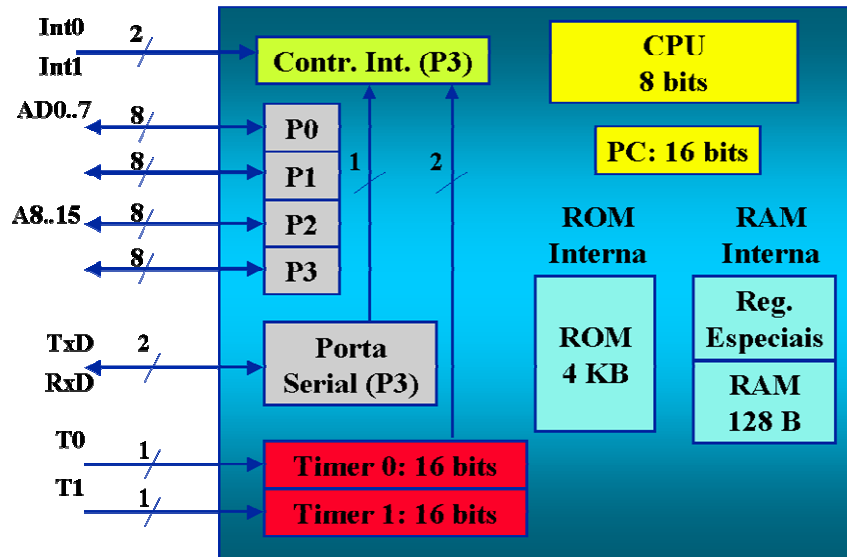 Int0
2
Int1
Contr. Int. (P3)
CPU
8 bits
AD0..7
8
P0
8
P1
1
2
PC: 16 bits
A8..15
8
P2
8
P3
ROM
Interna
RAM
Interna
ROM
4 KB
Reg.
Especiais
RAM
128 B
TxD
2
RxD
Porta
Serial (P3)
T0
1
Timer 0: 16 bits
T1
1
Timer 1: 16 bits